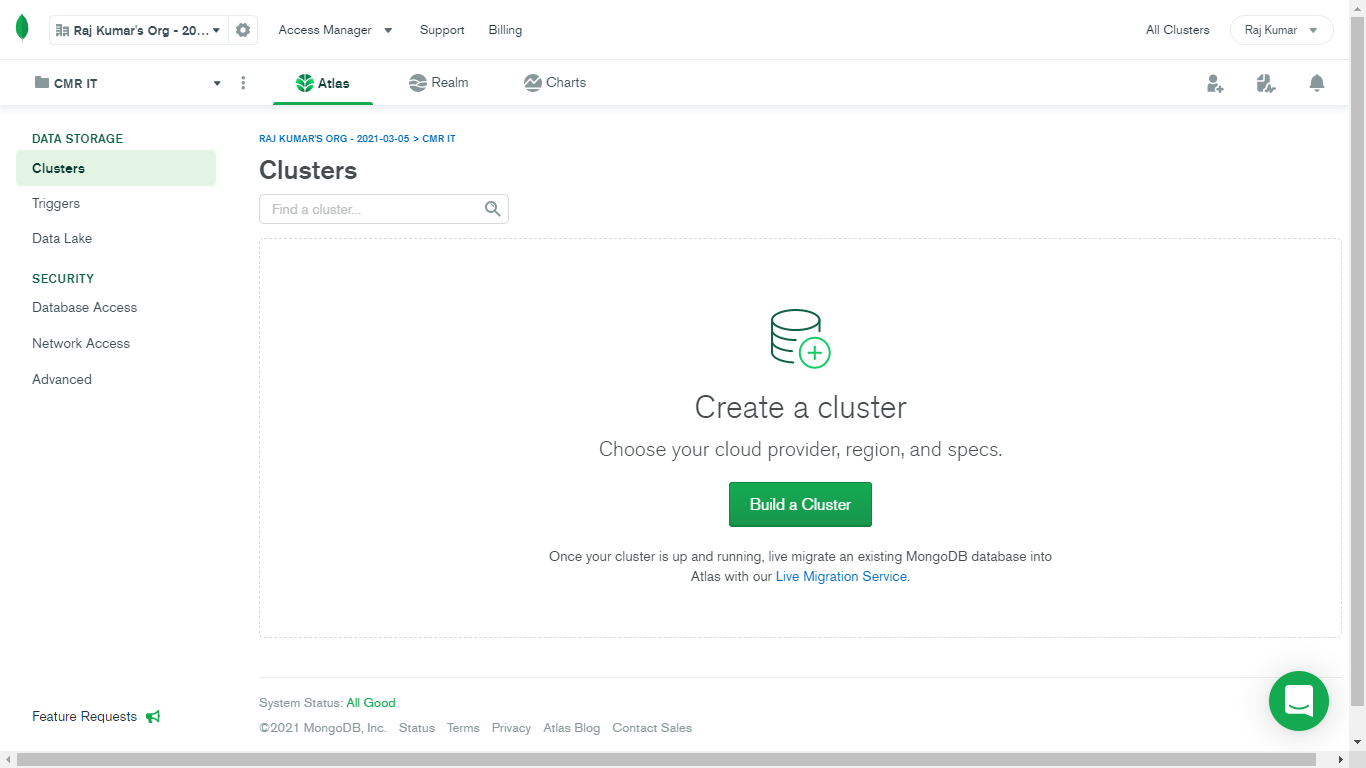 Raj Kumar's Org - 20...
Access Manager
Support
Billing
All Clusters
Raj Kumar
CMR IT
Atlas
Realm
Charts
DATA STORAGE
Clusters
Triggers
Data Lake
SECURITY
Database Access
Network Access
Advanced
Feature Requests
RAJ KUMAR'S ORG - 2021-03-05 > CMR IT
Clusters
Find a cluster...
Create a cluster
Choose your cloud provider, region, and specs.
Build a Cluster
Once your cluster is up and running, live migrate an existing MongoDB database into
Atlas with our Live Migration Service.
System Status: All Good
©2021 MongoDB, Inc. Status Terms Privacy Atlas Blog Contact Sales